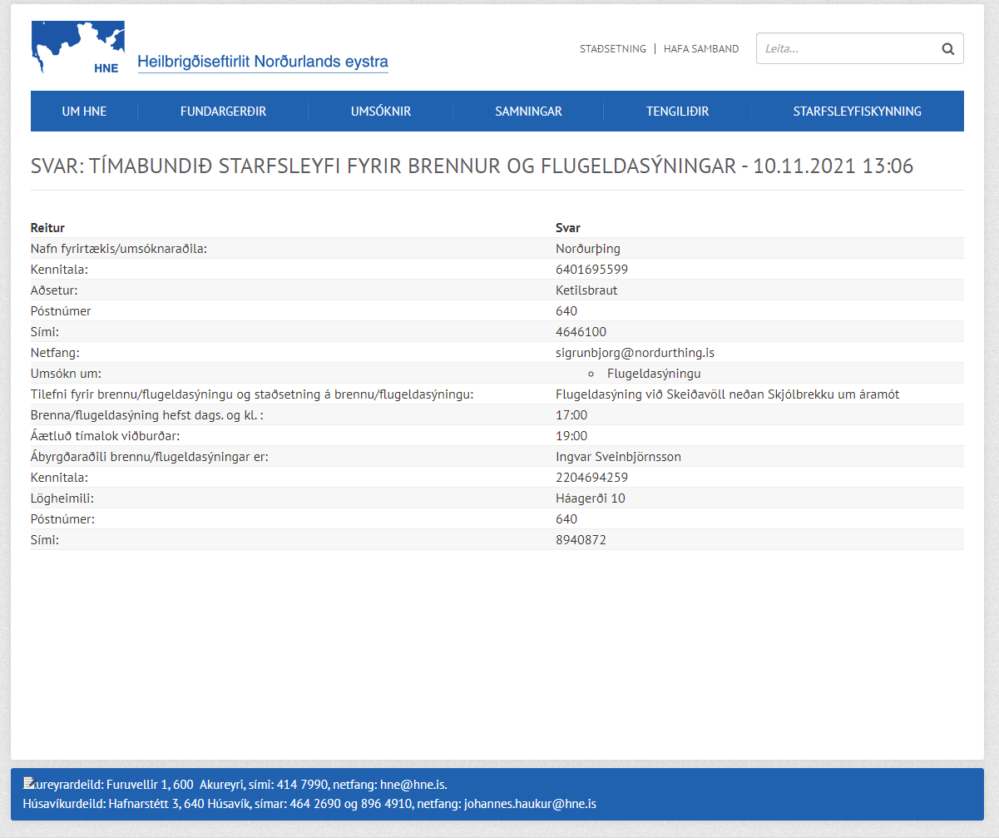 HNE Heilbrigðiseftirlit Norðurlands eystra
STAÐSETNING | HAFA SAMBAND Leita...
UM HNE FUNDARGERÐIR UMSÓKNIR SAMNINGAR TENGILIÐIR STARFSLEYFISKYNNING
SVAR: TÍMABUNDIÐ STARFSLEYFI FYRIR BRENNUR OG FLUGELDASÝNINGAR - 10.11.2021 13:06
Reitur Svar
Nafn fyrirtækis/umsóknaraðila: Norðurþing
Kennitala: 6401695599
Aðsetur: Ketilsbraut
Póstnúmer 640
Sími: 4646100
Netfang: sigrunbjorg@nordurthing.is
Umsókn um: Flugeldasýningu
Tilefni fyrir brennu/flugeldasýningu og staðsetning á brennu/flugeldasýningu: Flugeldasýning við Skeiðavöll neðan Skjólbrekku um áramót
Brenna/flugeldasýning hefst dags. og kl. : 17:00
Áætluð tímalok viðburðar: 19:00
Ábyrgðaraðili brennu/flugeldasýningar er: Ingvar Sveinbjörnsson
Kennitala: 2204694259
Lögheimili: Háagerði 10
Póstnúmer: 640
Sími: 8940872
kureyrardeild: Furuvellir 1, 600 Akureyri, sími: 414 7990, netfang: hne@hne.is.
Húsavíkurdeild: Hafnarstétt 3, 640 Húsavík, símar: 464 2690 og 896 4910, netfang: johannes.haukur@hne.is